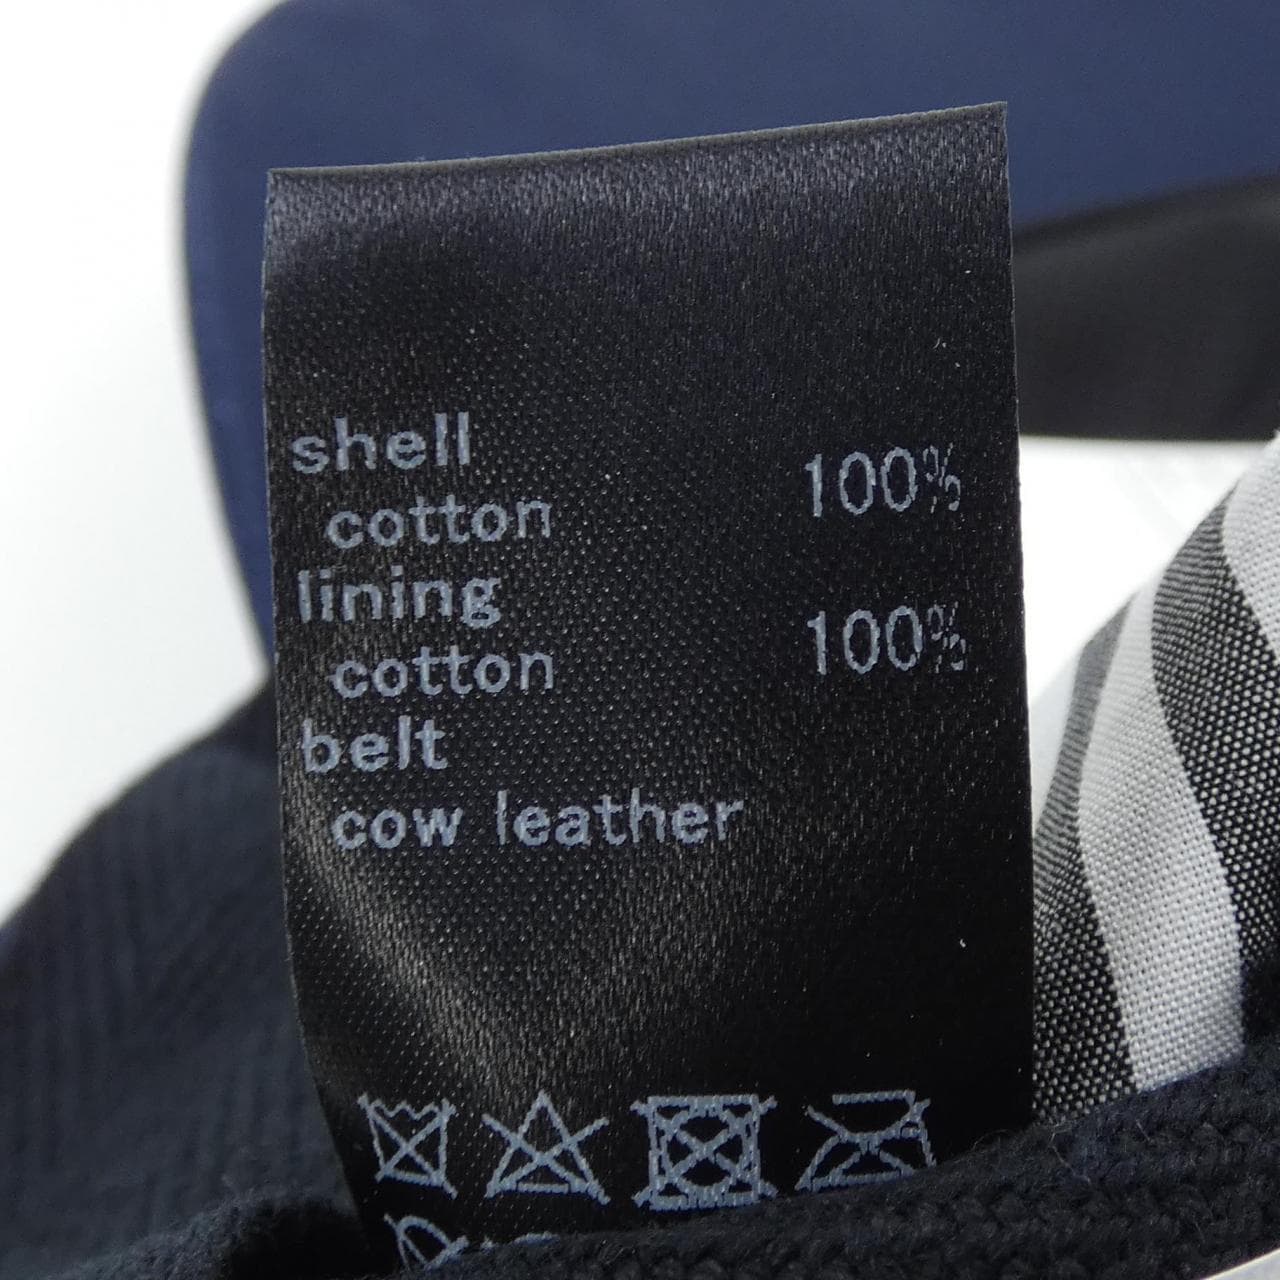 shell
cotton 100%
lining
cotton 100%
belt
cow leather